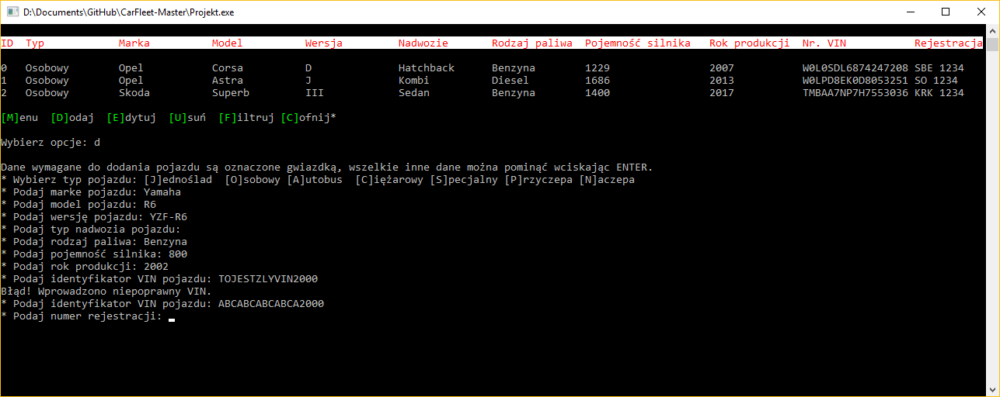 D:\Documents\GitHub\CarFleet-Master\Projekt.exe
ID Typ Marka Model Wersja Nadwozie Rodzaj paliwa Pojemność silnika Rok produkcji Nr. VIN Rejestracja
0 Osobowy Opel Corsa D Hatchback Benzyna 1229 2007 W0L0SDL6874247208 SBE 1234
1 Osobowy Opel Astra J Kombi Diesel 1686 2013 W0LPD8EK0D8053251 SO 1234
2 Osobowy Skoda Superb III Sedan Benzyna 1400 2017 TMBAA7NP7H7553036 KRK 1234
[M]enu [D]odaj [E]dytuj [U]suń [F]iltruj [C]ofnij*
Wybierz opcje: d
Dane wymagane do dodania pojazdu są oznaczone gwiazdką, wszelkie inne dane można pominąć wciskając ENTER.
* Wybierz typ pojazdu: [J]ednoślad [O]sobowy [A]utobus [C]iężarowy [S]pecjalny [P]rzyczepa [N]aczepa
* Podaj marke pojazdu: Yamaha
* Podaj model pojazdu: R6
* Podaj wersję pojazdu: YZF-R6
* Podaj typ nadwozia pojazdu:
* Podaj rodzaj paliwa: Benzyna
* Podaj pojemność silnika: 800
* Podaj rok produkcji: 2002
* Podaj identyfikator VIN pojazdu: TOJESTZLYVIN2000
Błąd! Wprowadzono niepoprawny VIN.
* Podaj identyfikator VIN pojazdu: ABCABCABCABCA2000
* Podaj numer rejestracji: